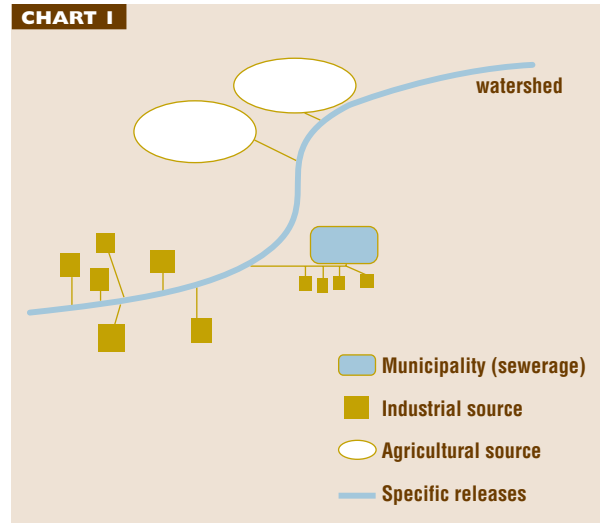 CHART I
watershed
Municipality (sewerage)
Industrial source
Agricultural source
Specific releases